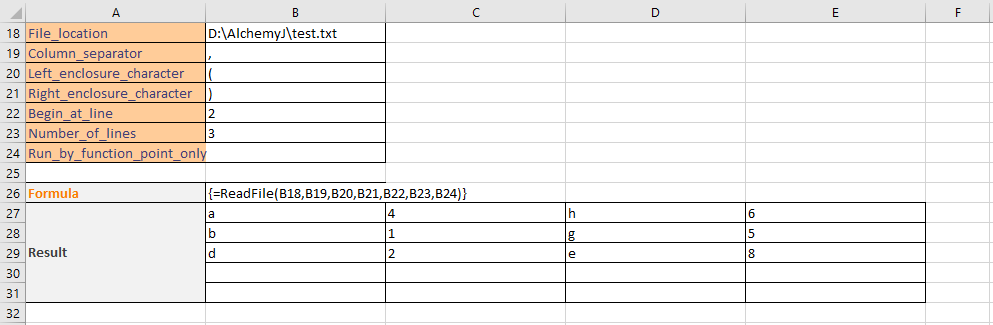 A B C D E F
18 File_location D:\AlchemyJ\test.txt
19 Column_separator ,
20 Left_enclosure_character (
21 Right_enclosure_character )
22 Begin_at_line 2
23 Number_of_lines 3
24 Run_by_function_point_only
25
26 Formula {=ReadFile(B18,B19,B20,B21,B22,B23,B24)}
27 a 4 h 6
28 b 1 g 5
29 Result d 2 e 8
30
31
32